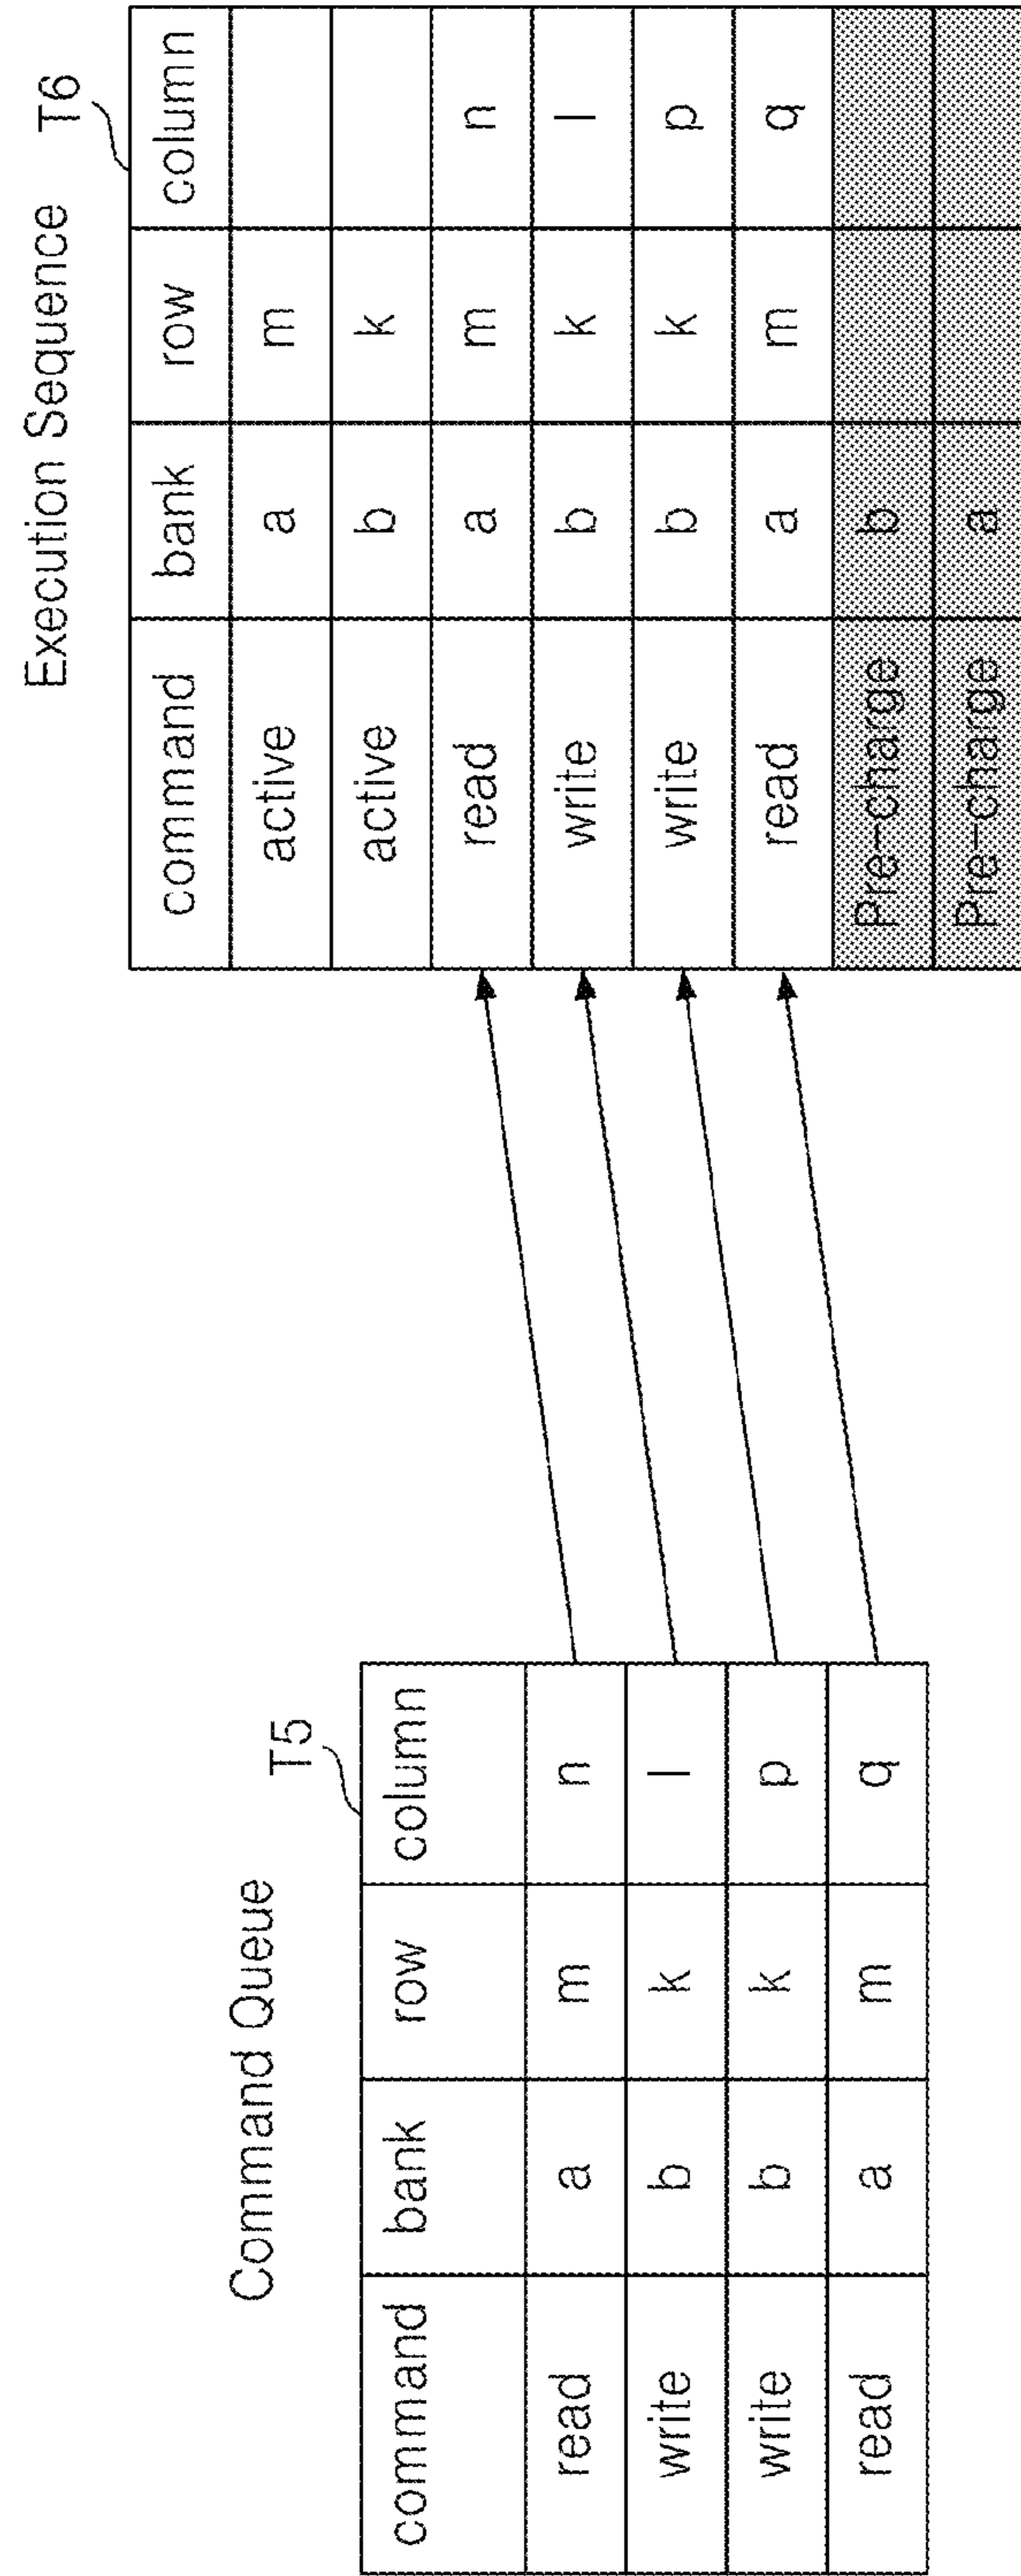 Command Queue
T5
command bank row column
read a m n
write b k l
write b k p
read a m q
Execution Sequence T6
command bank row column
active a m
active b k
read a m n
write b k l
write b k p
read a m q
Pre-charge b
Pre-charge a